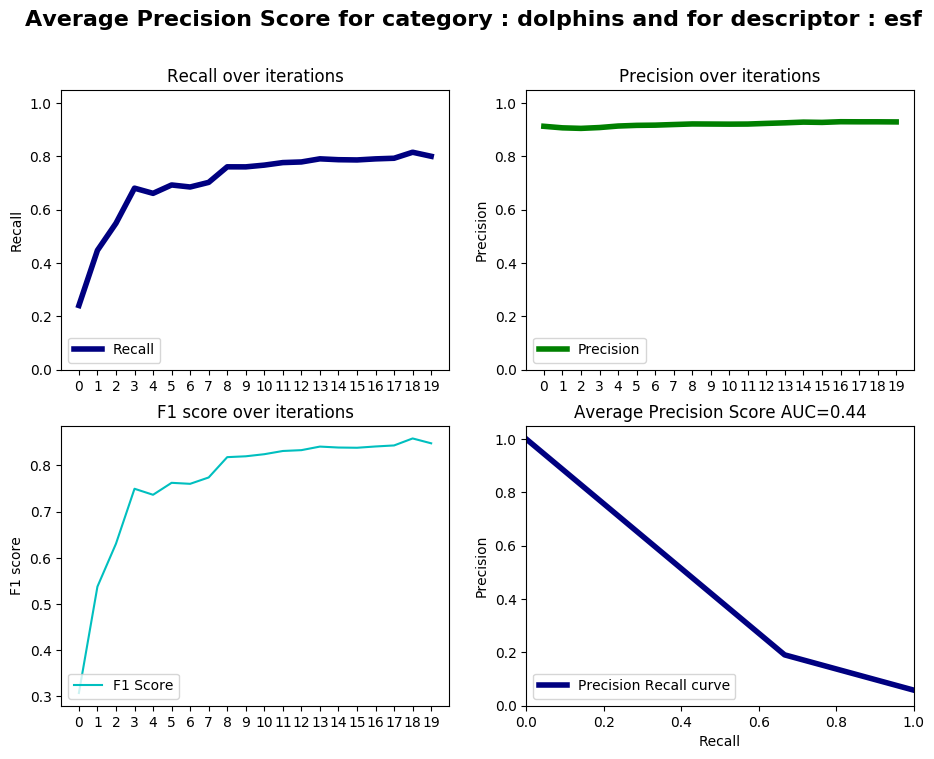 Average Precision Score for category : dolphins and for descriptor : esf
Recall over iterations
Precision over iterations
1.0
0.8
0.6
0.4
0.2
0.0
Recall
Recall
0 1 2 3 4 5 6 7 8 9 10 11 12 13 14 15 16 17 18 19
1.0
0.8
0.6
0.4
0.2
0.0
Precision
Precision
0 1 2 3 4 5 6 7 8 9 10 11 12 13 14 15 16 17 18 19
F1 score over iterations
Average Precision Score AUC=0.44
0.8
0.7
0.6
0.5
0.4
0.3
F1 score
F1 Score
0 1 2 3 4 5 6 7 8 9 10 11 12 13 14 15 16 17 18 19
1.0
0.8
0.6
0.4
0.2
0.0
Precision
Precision Recall curve
0.0 0.2 0.4 0.6 0.8 1.0
Recall